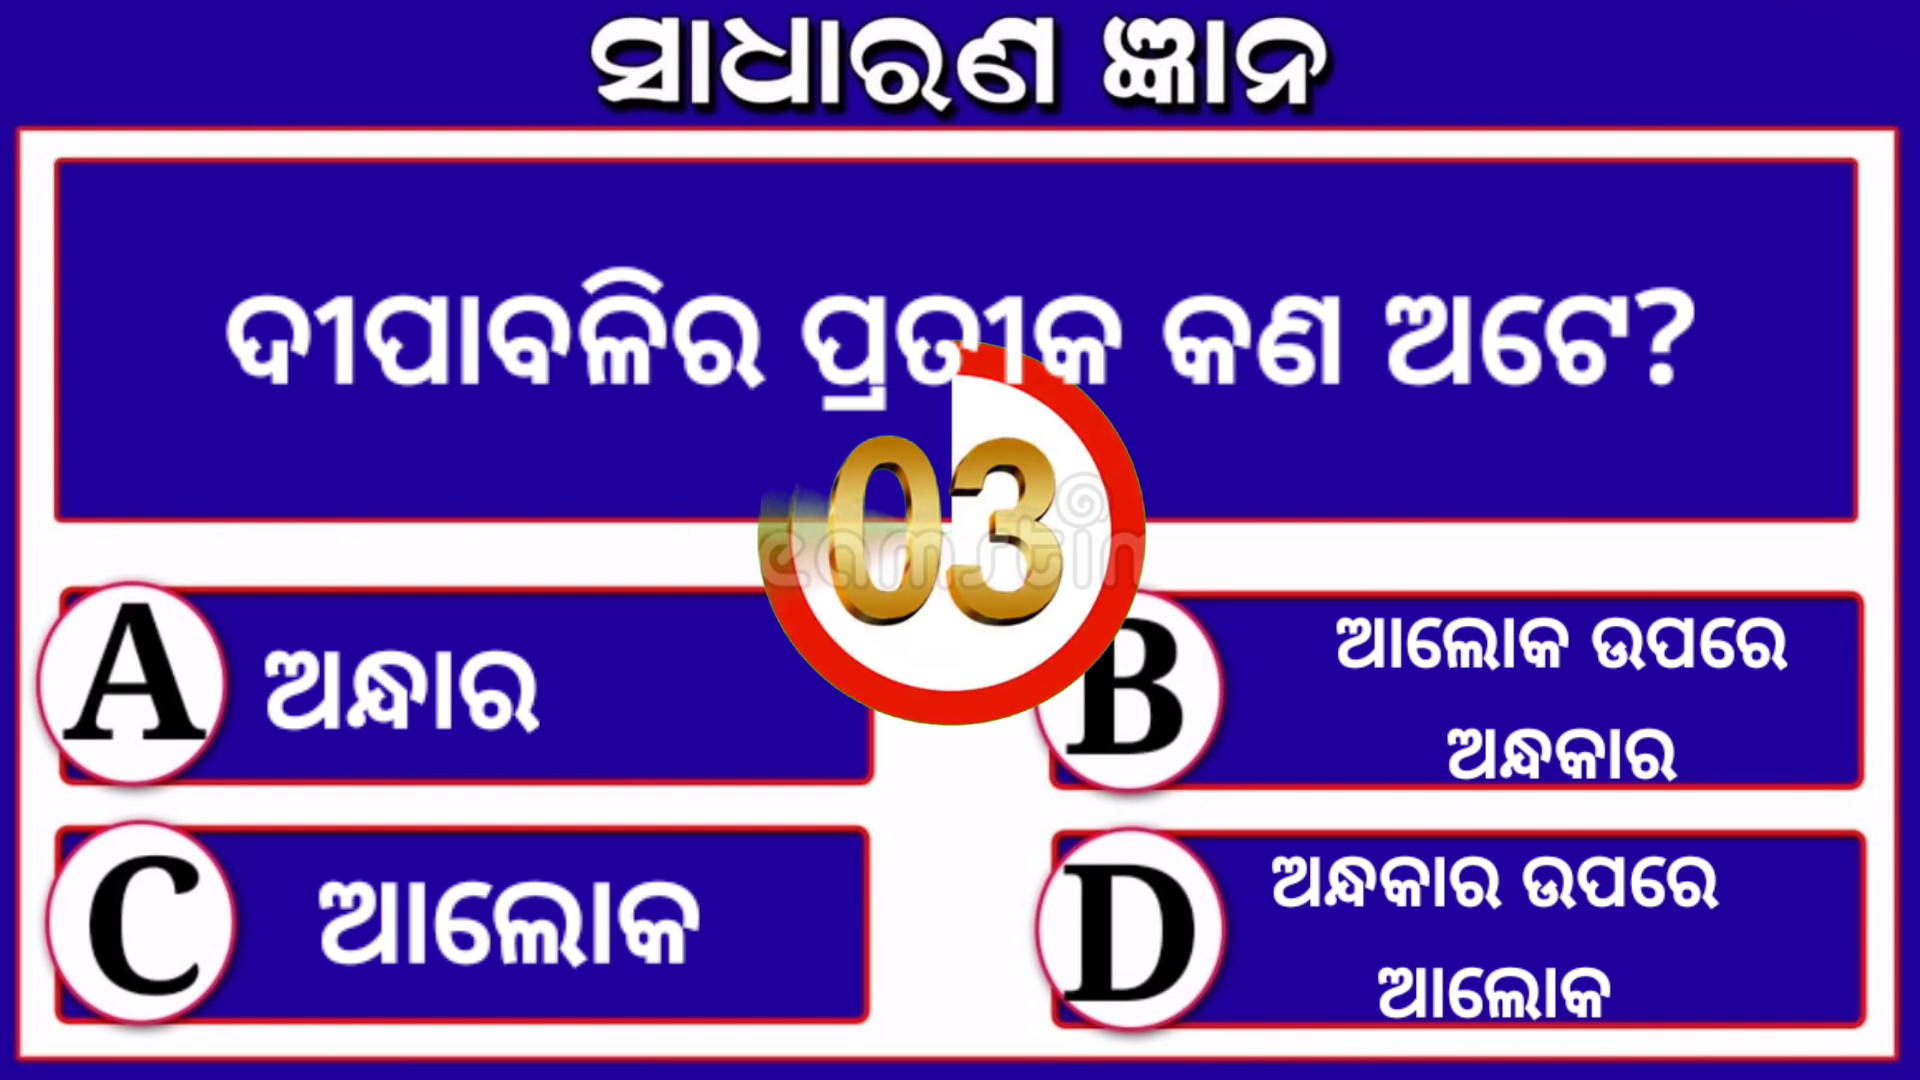 ସାଧାରଣ ଜ୍ଞାନ
ଦୀପାବଳିର ପ୍ରତୀକ କଣ ଅଟେ?
03
A ଅନ୍ଧାର
B ଆଲୋକ ଉପରେ
ଅନ୍ଧକାର
C ଆଲୋକ
D ଅନ୍ଧକାର ଉପରେ
ଆଲୋକ